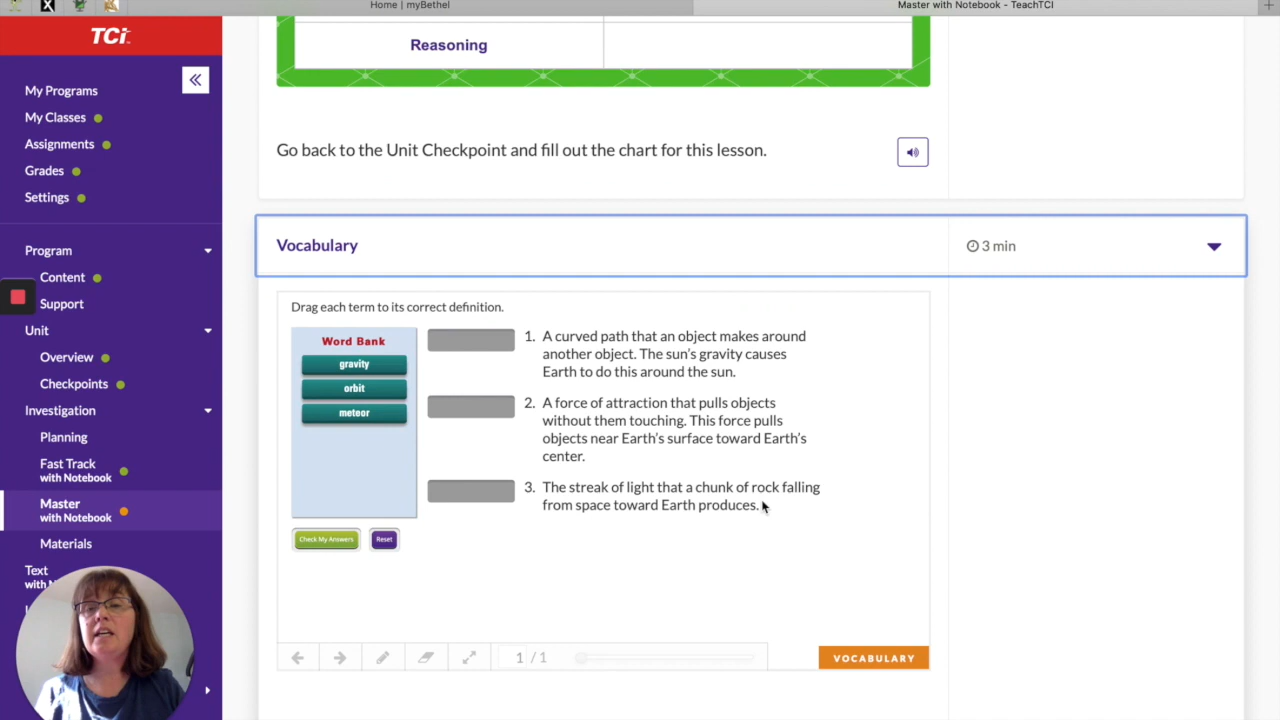 Home | myBethel
Master with Notebook - TeachTCI
TCi
My Programs
My Classes
Assignments
Grades
Settings
Program
Content
Support
Unit
Overview
Checkpoints
Investigation
Planning
Fast Track
with Notebook
Master
with Notebook
Materials
Text
Reasoning
Go back to the Unit Checkpoint and fill out the chart for this lesson.
Vocabulary
3 min
Drag each term to its correct definition.
Word Bank
gravity
orbit
meteor
1. A curved path that an object makes around
another object. The sun's gravity causes
Earth to do this around the sun.
2. A force of attraction that pulls objects
without them touching. This force pulls
objects near Earth's surface toward Earth's
center.
3. The streak of light that a chunk of rock falling
from space toward Earth produces.
Check My Answers
Reset
1 / 1
VOCABULARY